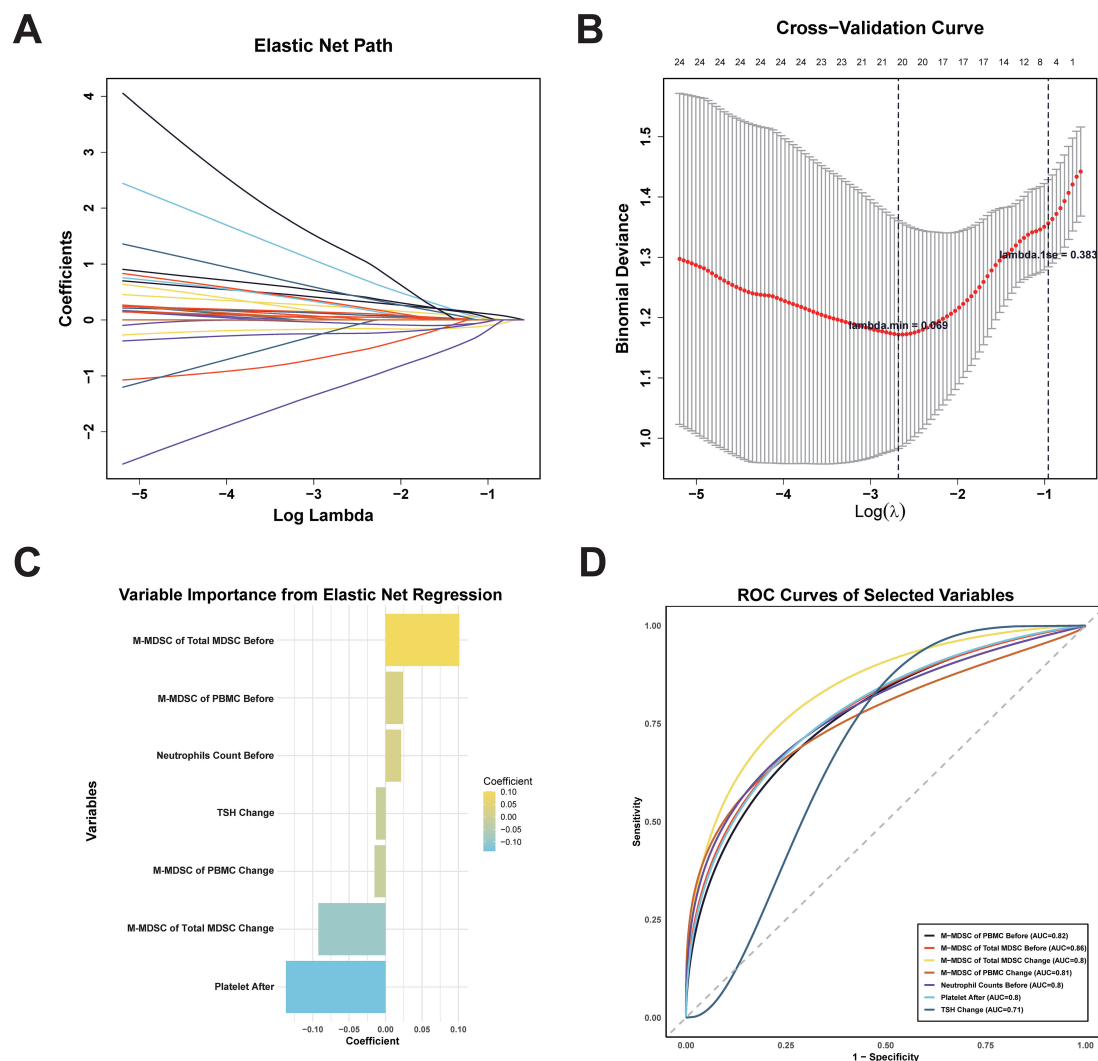 A
Elastic Net Path
Coefficients
4
3
2
1
0
−1
−2
−5 −4 −3 −2 −1
Log Lambda
B
Cross−Validation Curve
24 24 24 24 24 24 24 23 23 21 21 20 20 17 17 17 14 12 8 4 1
Binomial Deviance
1.5
1.4
1.3
1.2
1.1
1.0
lambda.min = 0.069
lambda.1se = 0.383
−5 −4 −3 −2 −1
Log(λ)
C
Variable Importance from Elastic Net Regression
Variables
M-MDSC of Total MDSC Before
M-MDSC of PBMC Before
Neutrophils Count Before
TSH Change
M-MDSC of PBMC Change
M-MDSC of Total MDSC Change
Platelet After
−0.10 −0.05 0.00 0.05 0.10
Coefficient
Coefficient
0.10
0.05
0.00
−0.05
−0.10
D
ROC Curves of Selected Variables
Sensitivity
1.00
0.75
0.50
0.25
0.00
M−MDSC of PBMC Before (AUC=0.82)
M−MDSC of Total MDSC Before (AUC=0.86)
M−MDSC of Total MDSC Change (AUC=0.8)
M−MDSC of PBMC Change (AUC=0.81)
Neutrophil Counts Before (AUC=0.8)
Platelet After (AUC=0.8)
TSH Change (AUC=0.71)
0.00 0.25 0.50 0.75 1.00
1 − Specificity